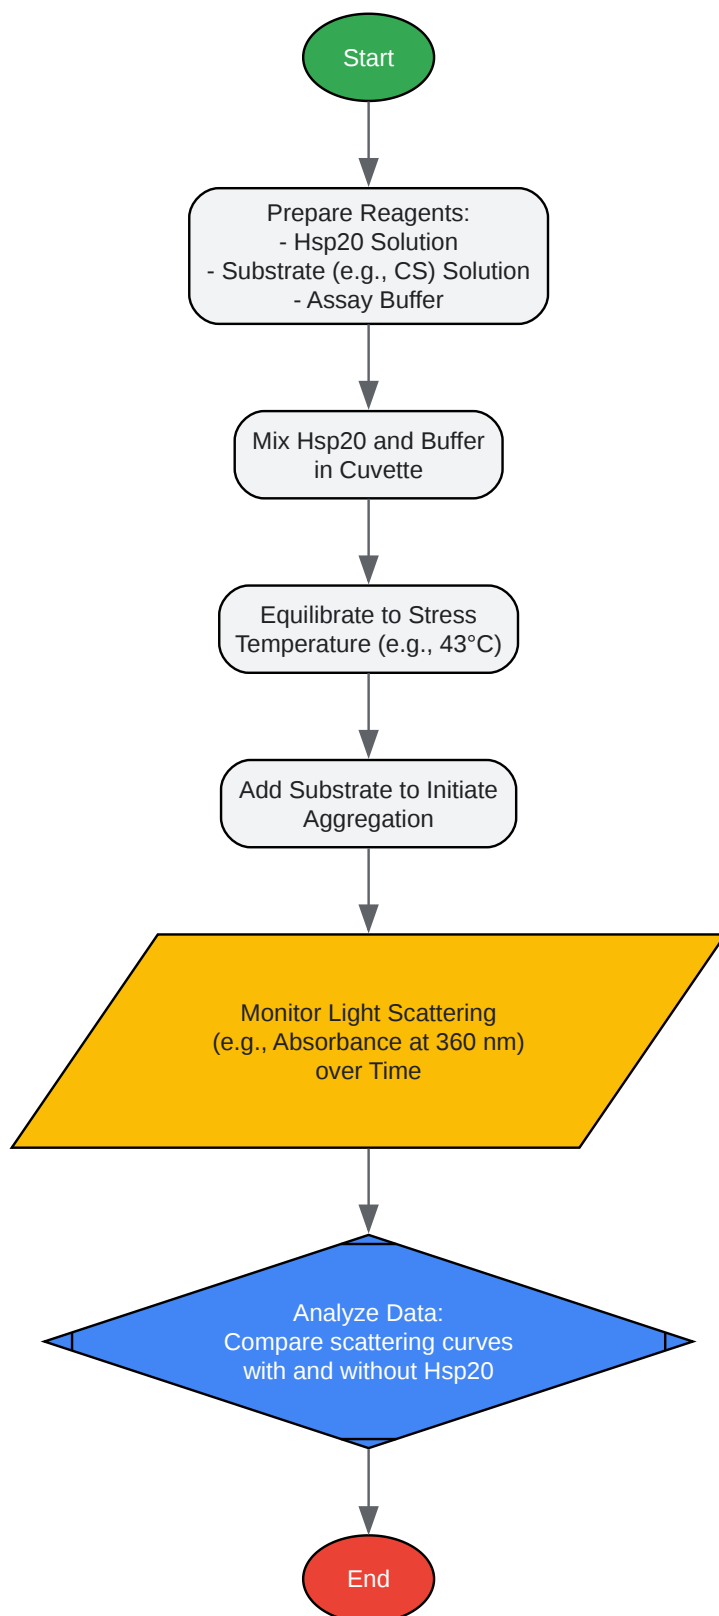 Start
Prepare Reagents:
- Hsp20 Solution
- Substrate (e.g., CS) Solution
- Assay Buffer
Mix Hsp20 and Buffer
in Cuvette
Equilibrate to Stress
Temperature (e.g., 43°C)
Add Substrate to Initiate
Aggregation
Monitor Light Scattering
(e.g., Absorbance at 360 nm)
over Time
Analyze Data:
Compare scattering curves
with and without Hsp20
End